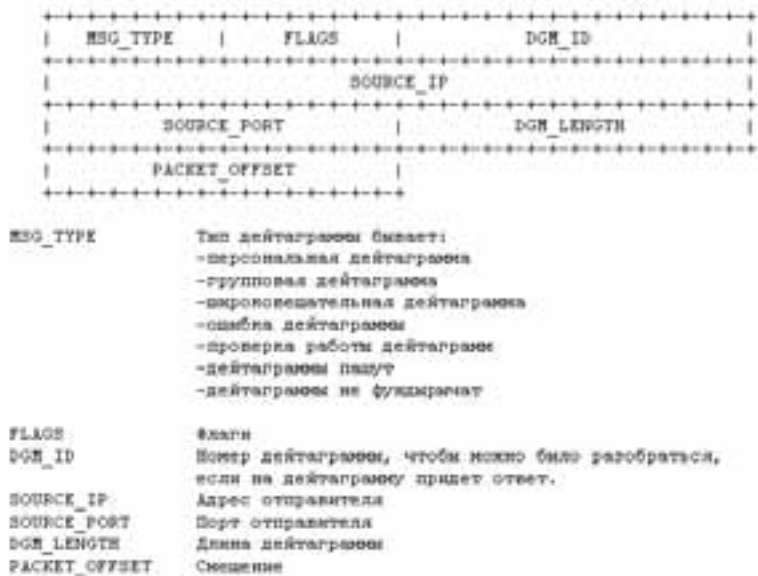 +-+-+-+-+-+-+-+-+-+-+-+-+-+-+-+-+-+-+-+-+-+-+-+-+-+-+-+-+-+-+-+-+
| MSG_TYPE | FLAGS | DGM_ID |
+-+-+-+-+-+-+-+-+-+-+-+-+-+-+-+-+-+-+-+-+-+-+-+-+-+-+-+-+-+-+-+-+
| SOURCE_IP |
+-+-+-+-+-+-+-+-+-+-+-+-+-+-+-+-+-+-+-+-+-+-+-+-+-+-+-+-+-+-+-+-+
| SOURCE_PORT | DGM_LENGTH |
+-+-+-+-+-+-+-+-+-+-+-+-+-+-+-+-+-+-+-+-+-+-+-+-+-+-+-+-+-+-+-+-+
| PACKET_OFFSET |
+-+-+-+-+-+-+-+-+-+-+-+-+-+-+-+-+
MSG_TYPE Тип дейтаграммы бывает:
-персональная дейтаграмма
-групповая дейтаграмма
-широковещательная дейтаграмма
-ошибка дейтаграммы
-проверка работы дейтаграмм
-дейтаграммы пашут
-дейтаграммы не фундырачат
FLAGS Флаги
DGM_ID Номер дейтаграммы, чтобы можно было разобраться,
если на дейтаграмму придет ответ.
SOURCE_IP Адрес отправителя
SOURCE_PORT Порт отправителя
DGM_LENGTH Длина дейтаграммы
PACKET_OFFSET Смещение